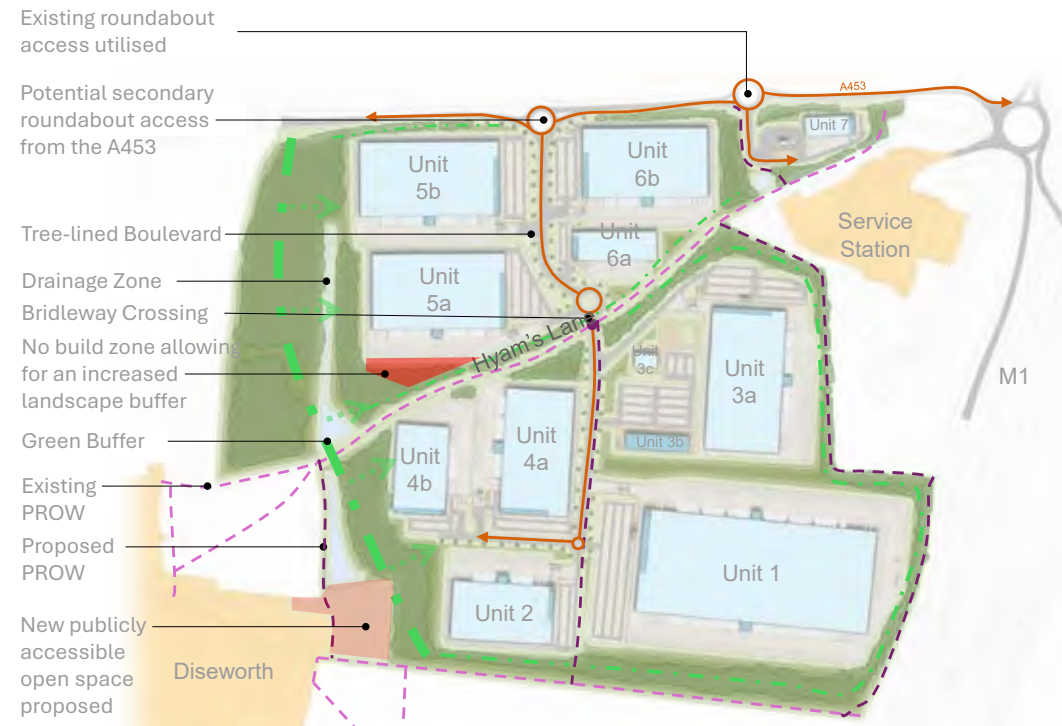 Existing roundabout
access utilised
Potential secondary
roundabout access
from the A453
Tree-lined Boulevard
Drainage Zone
Bridleway Crossing
No build zone allowing
for an increased
landscape buffer
Green Buffer
Existing
PROW
Proposed
PROW
New publicly
accessible
open space
proposed
A453
Unit 7
Unit
5b
Unit
6b
Unit
6a
Unit
5a
Service
Station
Hyam's Lane
Unit
3c
Unit
3a
M1
Unit 3b
Unit
4a
Unit
4b
Unit 1
Unit 2
Diseworth